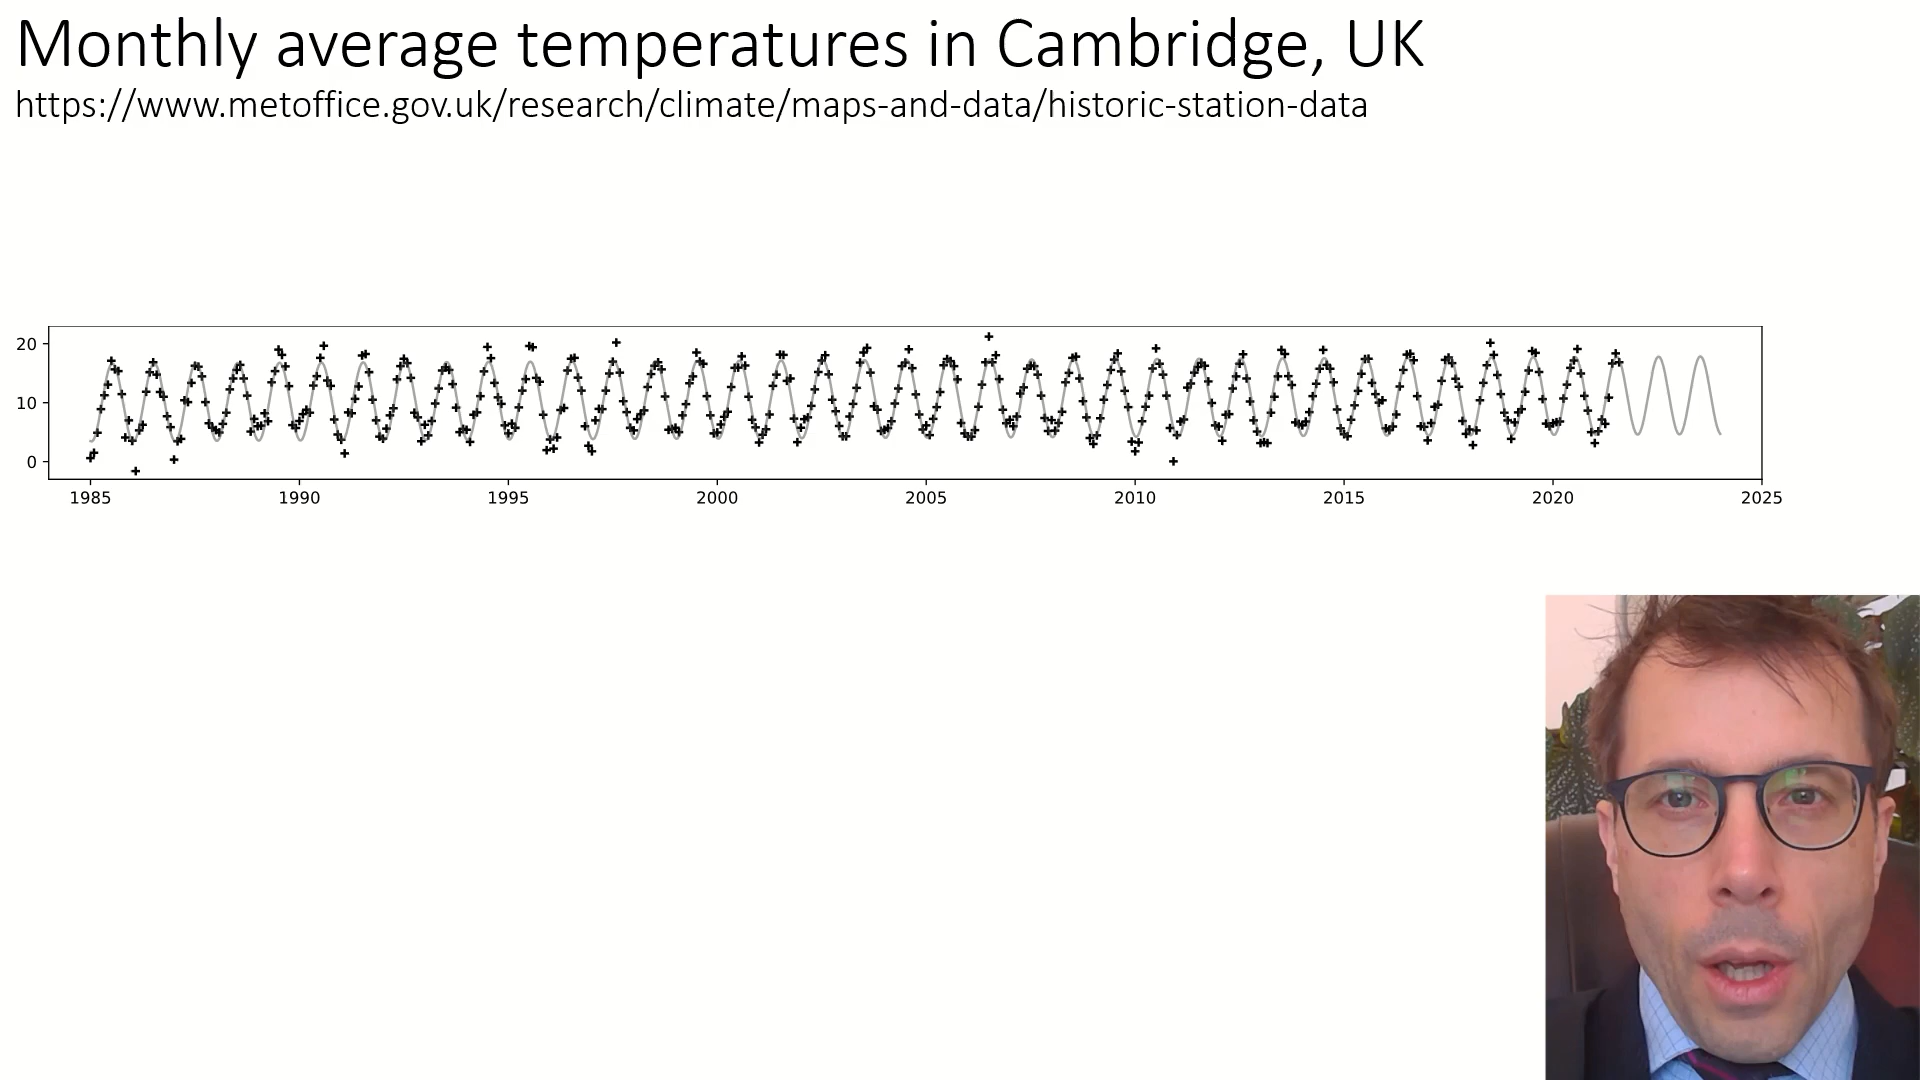 Monthly average temperatures in Cambridge, UK
https://www.metoffice.gov.uk/research/climate/maps-and-data/historic-station-data
20
10
0
1985 1990 1995 2000 2005 2010 2015 2020 2025